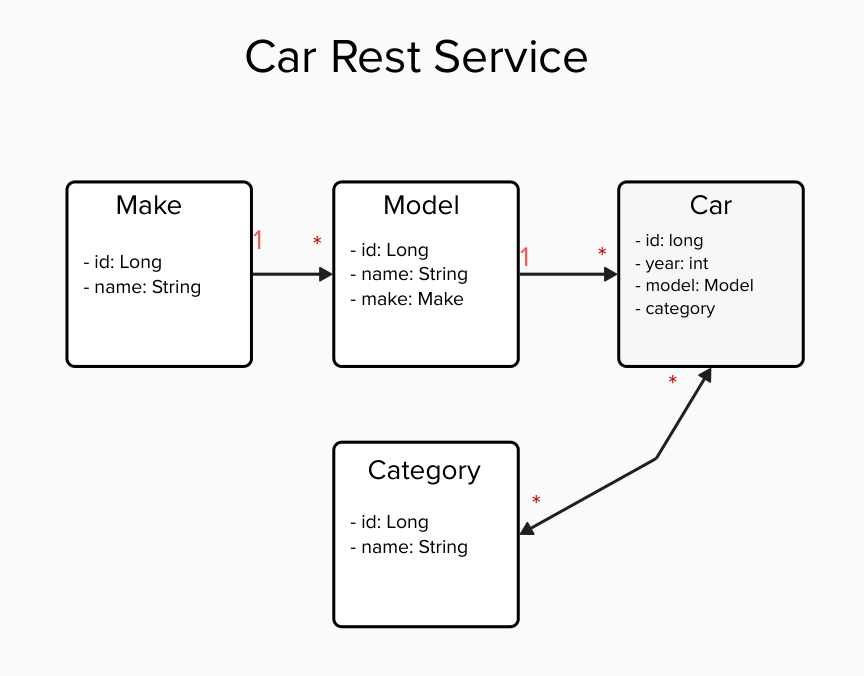 Car Rest Service
Make
- id: Long
- name: String
1
*
Model
- id: Long
- name: String
- make: Make
1
*
Car
- id: long
- year: int
- model: Model
- category
*
*
Category
- id: Long
- name: String